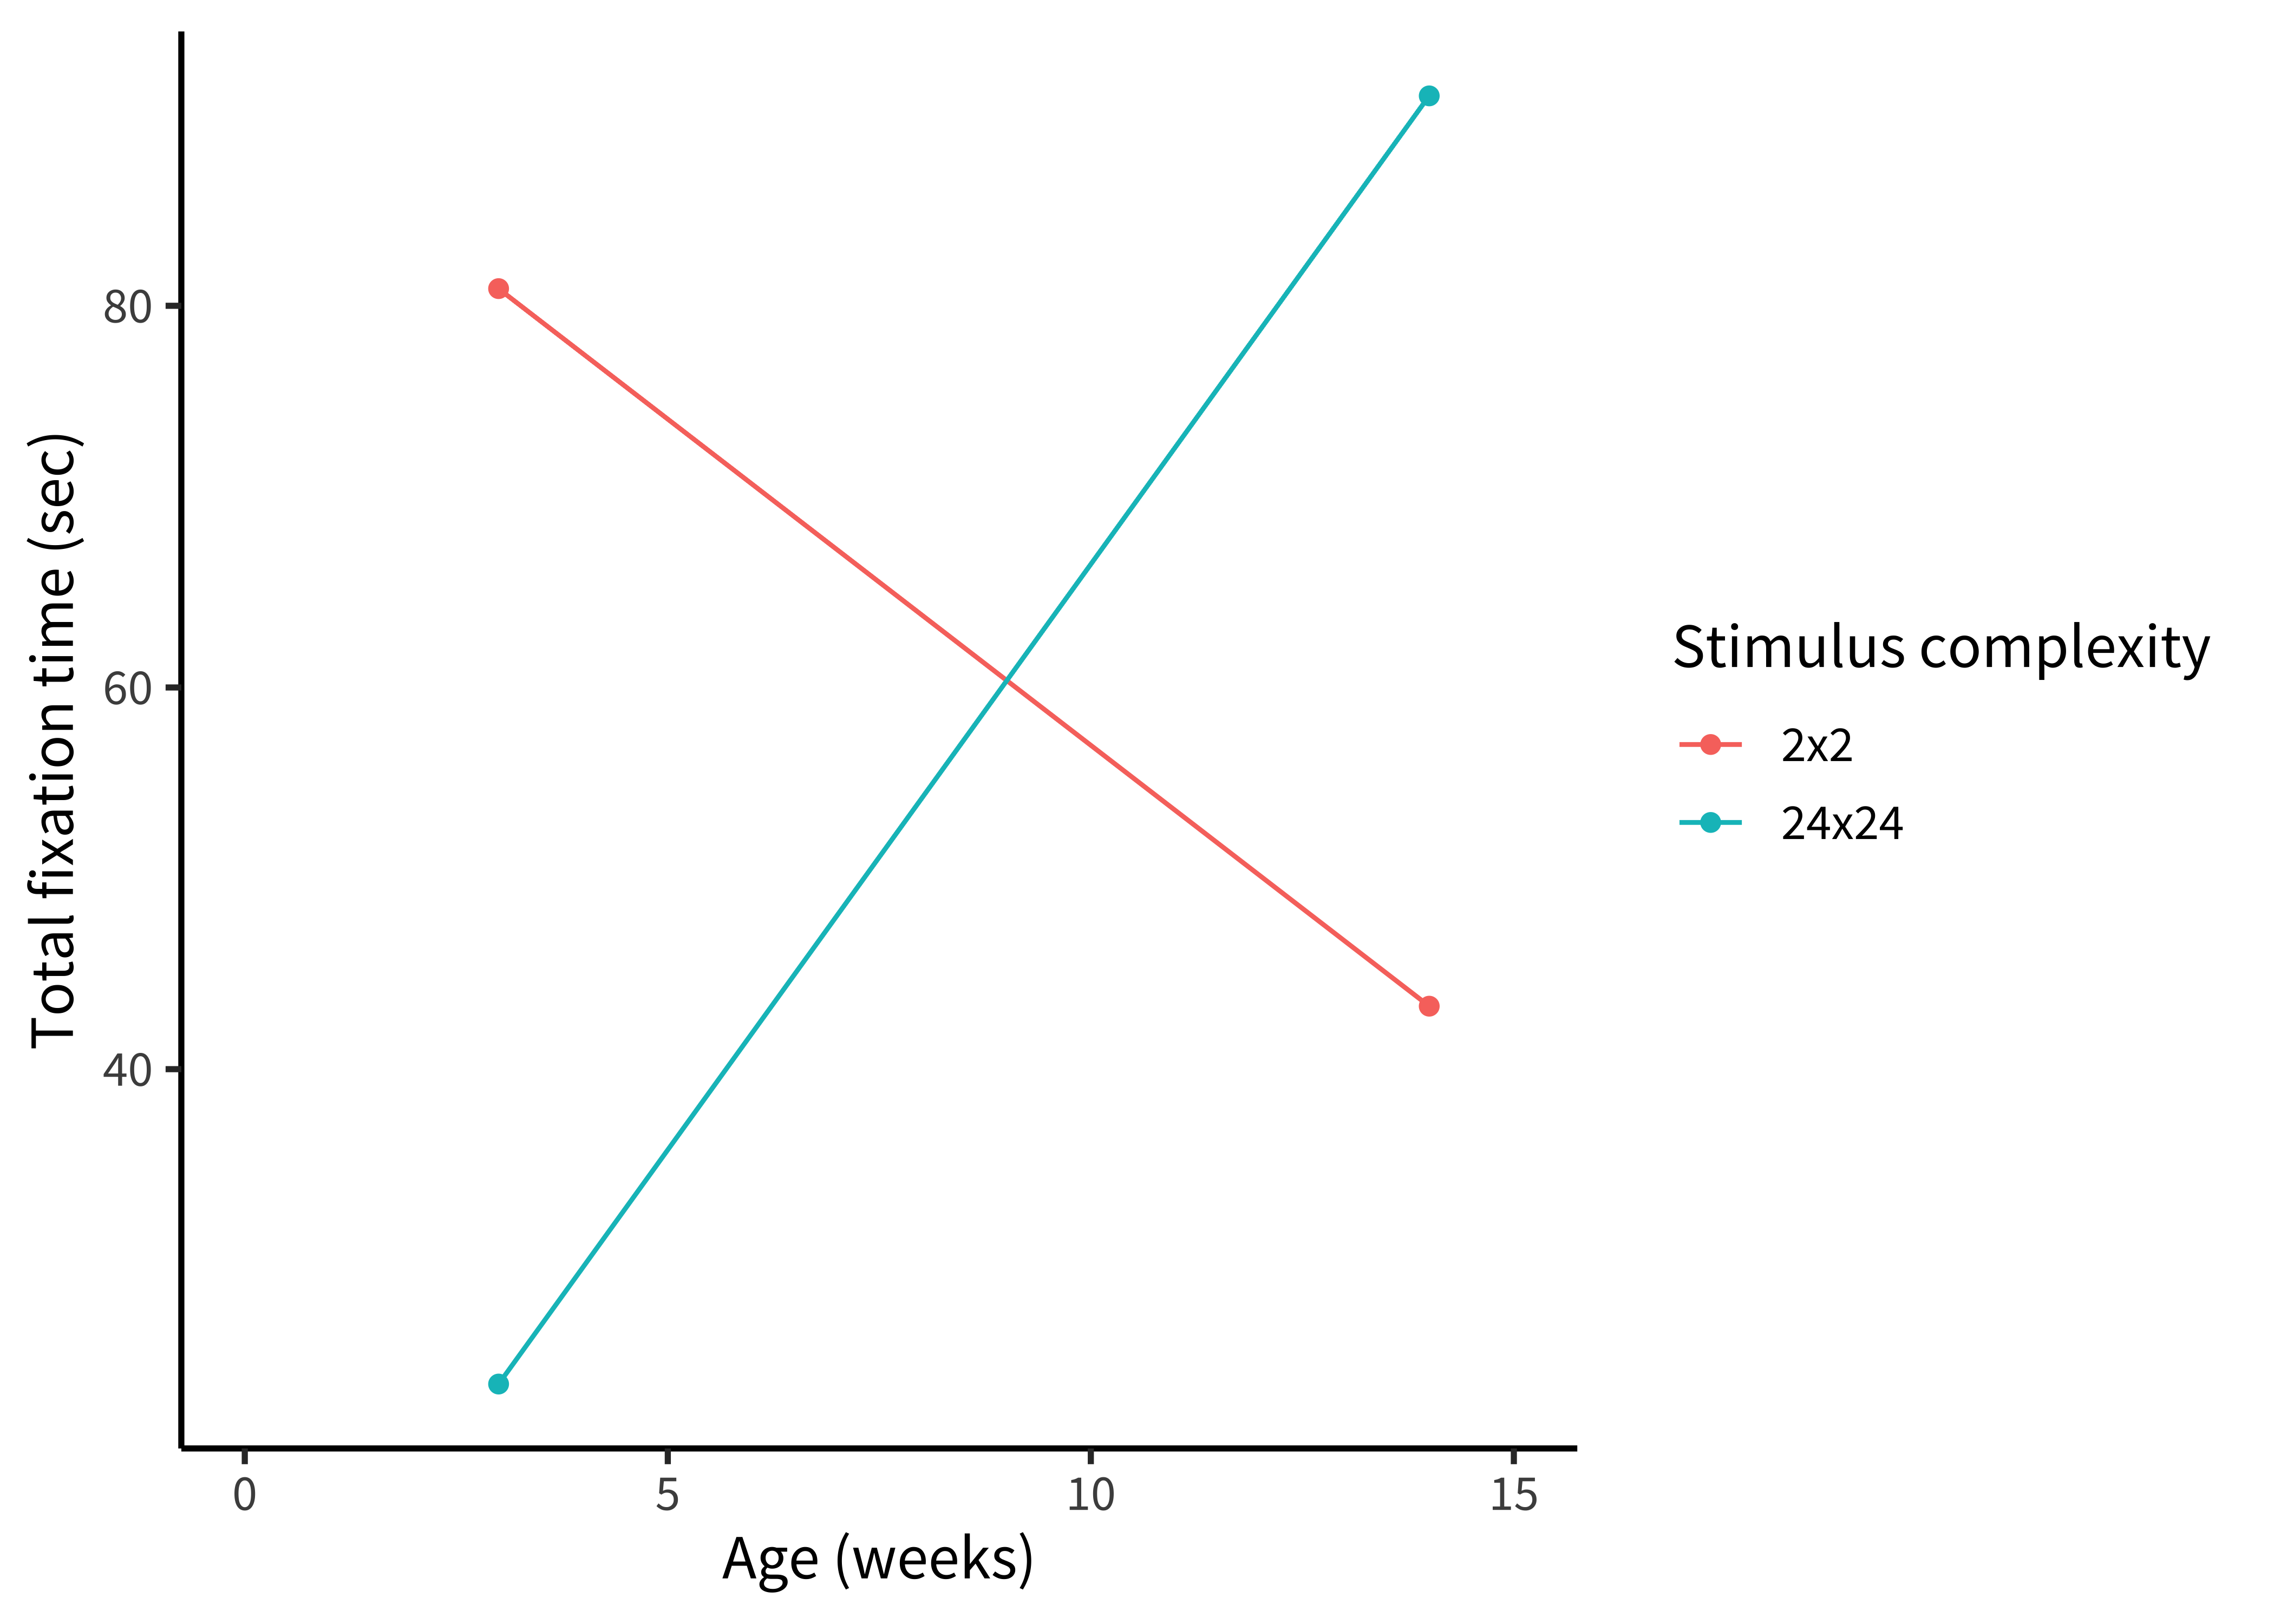 Total fixation time (sec)
80
60
40
0 5 10 15
Age (weeks)
Stimulus complexity
2x2
24x24